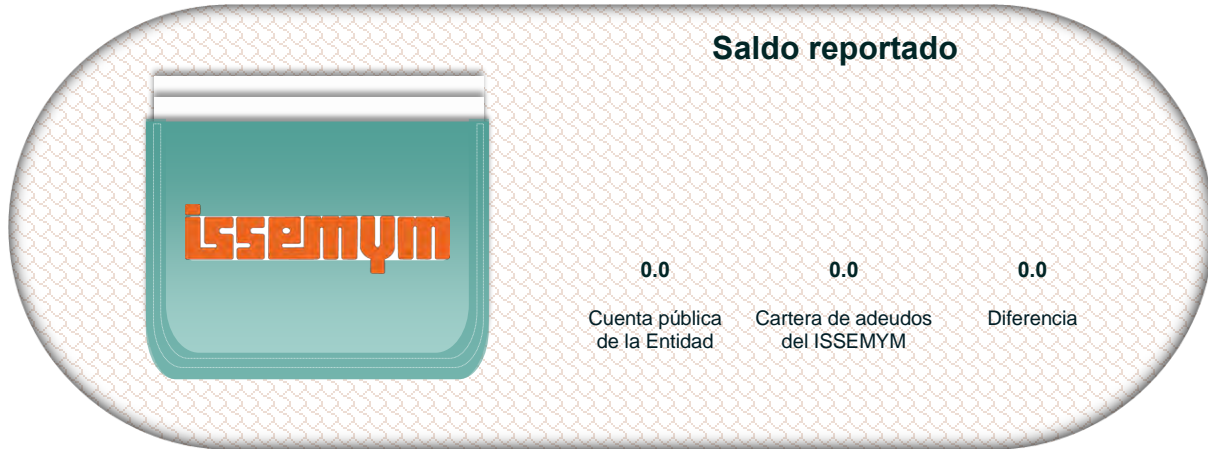 Saldo reportado
issemym
0.0 0.0 0.0
Cuenta pública Cartera de adeudos Diferencia
de la Entidad del ISSEMYM